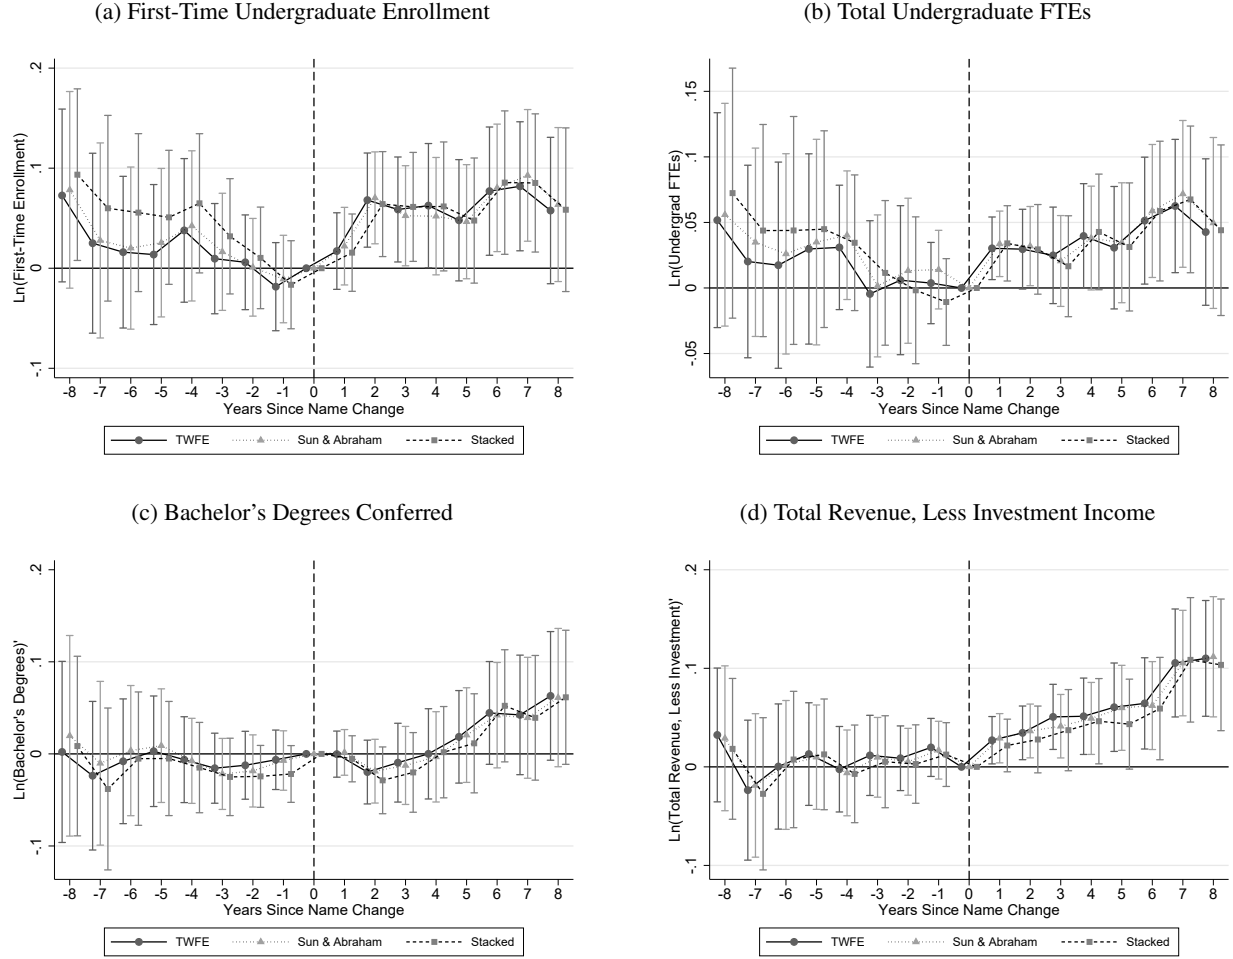 (a) First-Time Undergraduate Enrollment
Ln(First-Time Enrollment)
.2
.1
0
-.1
-8 -7 -6 -5 -4 -3 -2 -1 0 1 2 3 4 5 6 7 8
Years Since Name Change
TWFE Sun & Abraham Stacked
(b) Total Undergraduate FTEs
Ln(Undergrad FTEs)
.15
.1
.05
0
-.05
-8 -7 -6 -5 -4 -3 -2 -1 0 1 2 3 4 5 6 7 8
Years Since Name Change
TWFE Sun & Abraham Stacked
(c) Bachelor's Degrees Conferred
Ln(Bachelor's Degrees)'
.2
.1
0
-.1
-8 -7 -6 -5 -4 -3 -2 -1 0 1 2 3 4 5 6 7 8
Years Since Name Change
TWFE Sun & Abraham Stacked
(d) Total Revenue, Less Investment Income
Ln(Total Revenue, Less Investment)'
.2
.1
0
-.1
-8 -7 -6 -5 -4 -3 -2 -1 0 1 2 3 4 5 6 7 8
Years Since Name Change
TWFE Sun & Abraham Stacked